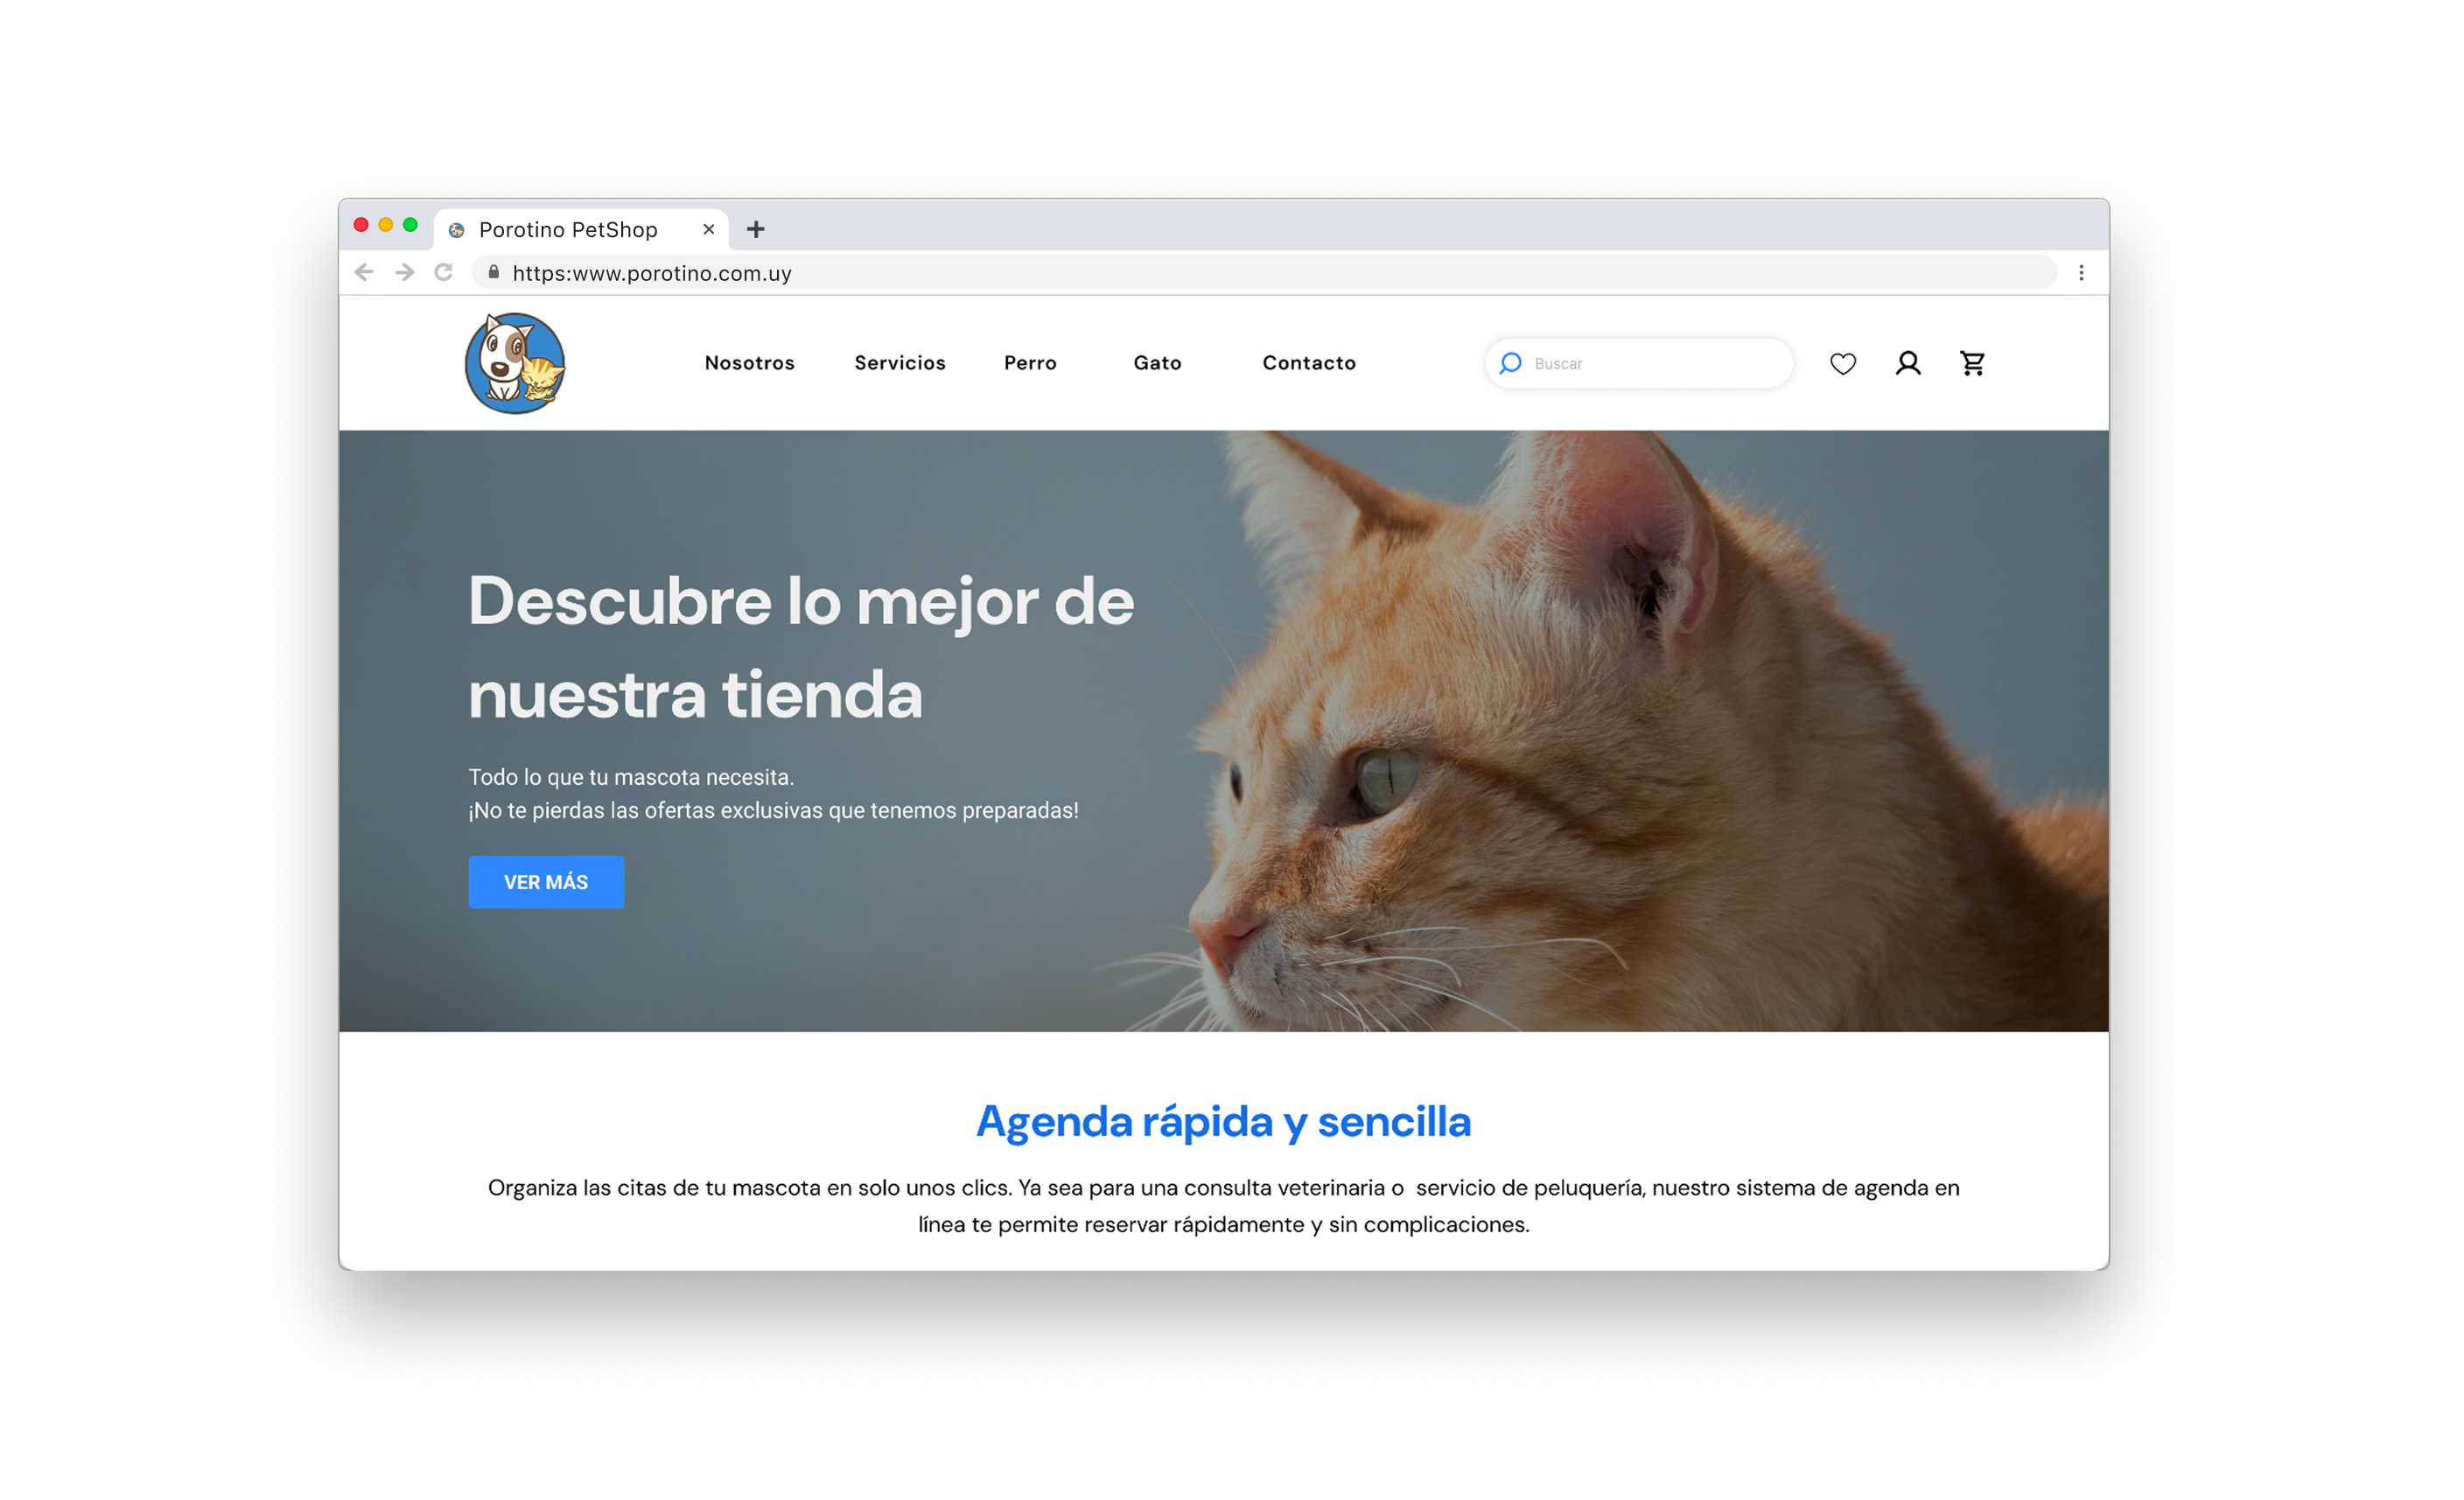 Porotino PetShop
https:www.porotino.com.uy
Nosotros Servicios Perro Gato Contacto Buscar
Descubre lo mejor de
nuestra tienda
Todo lo que tu mascota necesita.
¡No te pierdas las ofertas exclusivas que tenemos preparadas!
VER MÁS
Agenda rápida y sencilla
Organiza las citas de tu mascota en solo unos clics. Ya sea para una consulta veterinaria o  servicio de peluquería, nuestro sistema de agenda en
línea te permite reservar rápidamente y sin complicaciones.